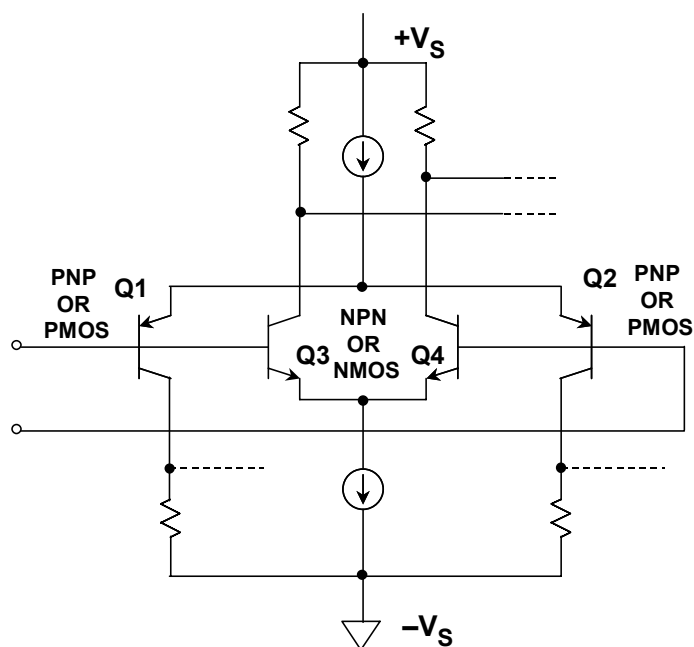 +VS
PNP
OR
PMOS
Q1
Q3
NPN
OR
NMOS
Q4
Q2
PNP
OR
PMOS
–VS